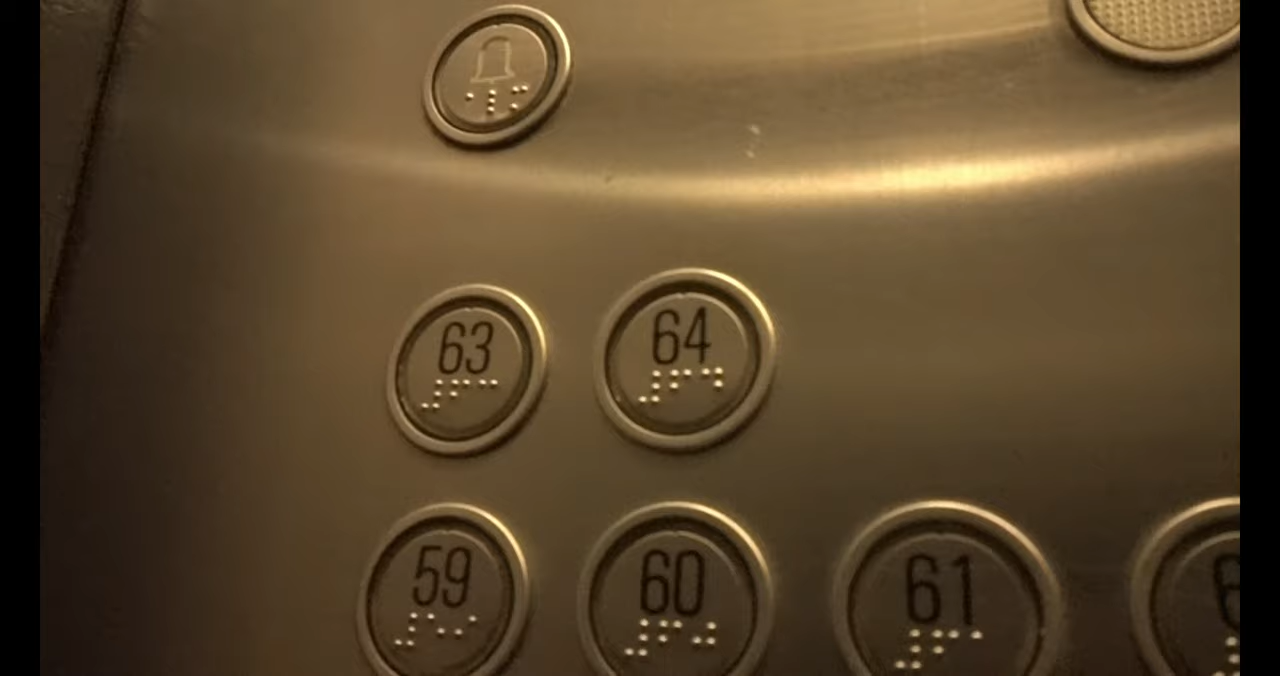 63 64
⠼⠋⠉ ⠼⠋⠙
59 60 61
⠼⠑⠊ ⠼⠋⠚ ⠼⠋⠁